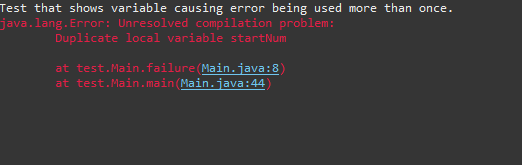 Test that shows variable causing error being used more than once.
java.lang.Error: Unresolved compilation problem:
Duplicate local variable startNum
at test.Main.failure(Main.java:8)
at test.Main.main(Main.java:44)